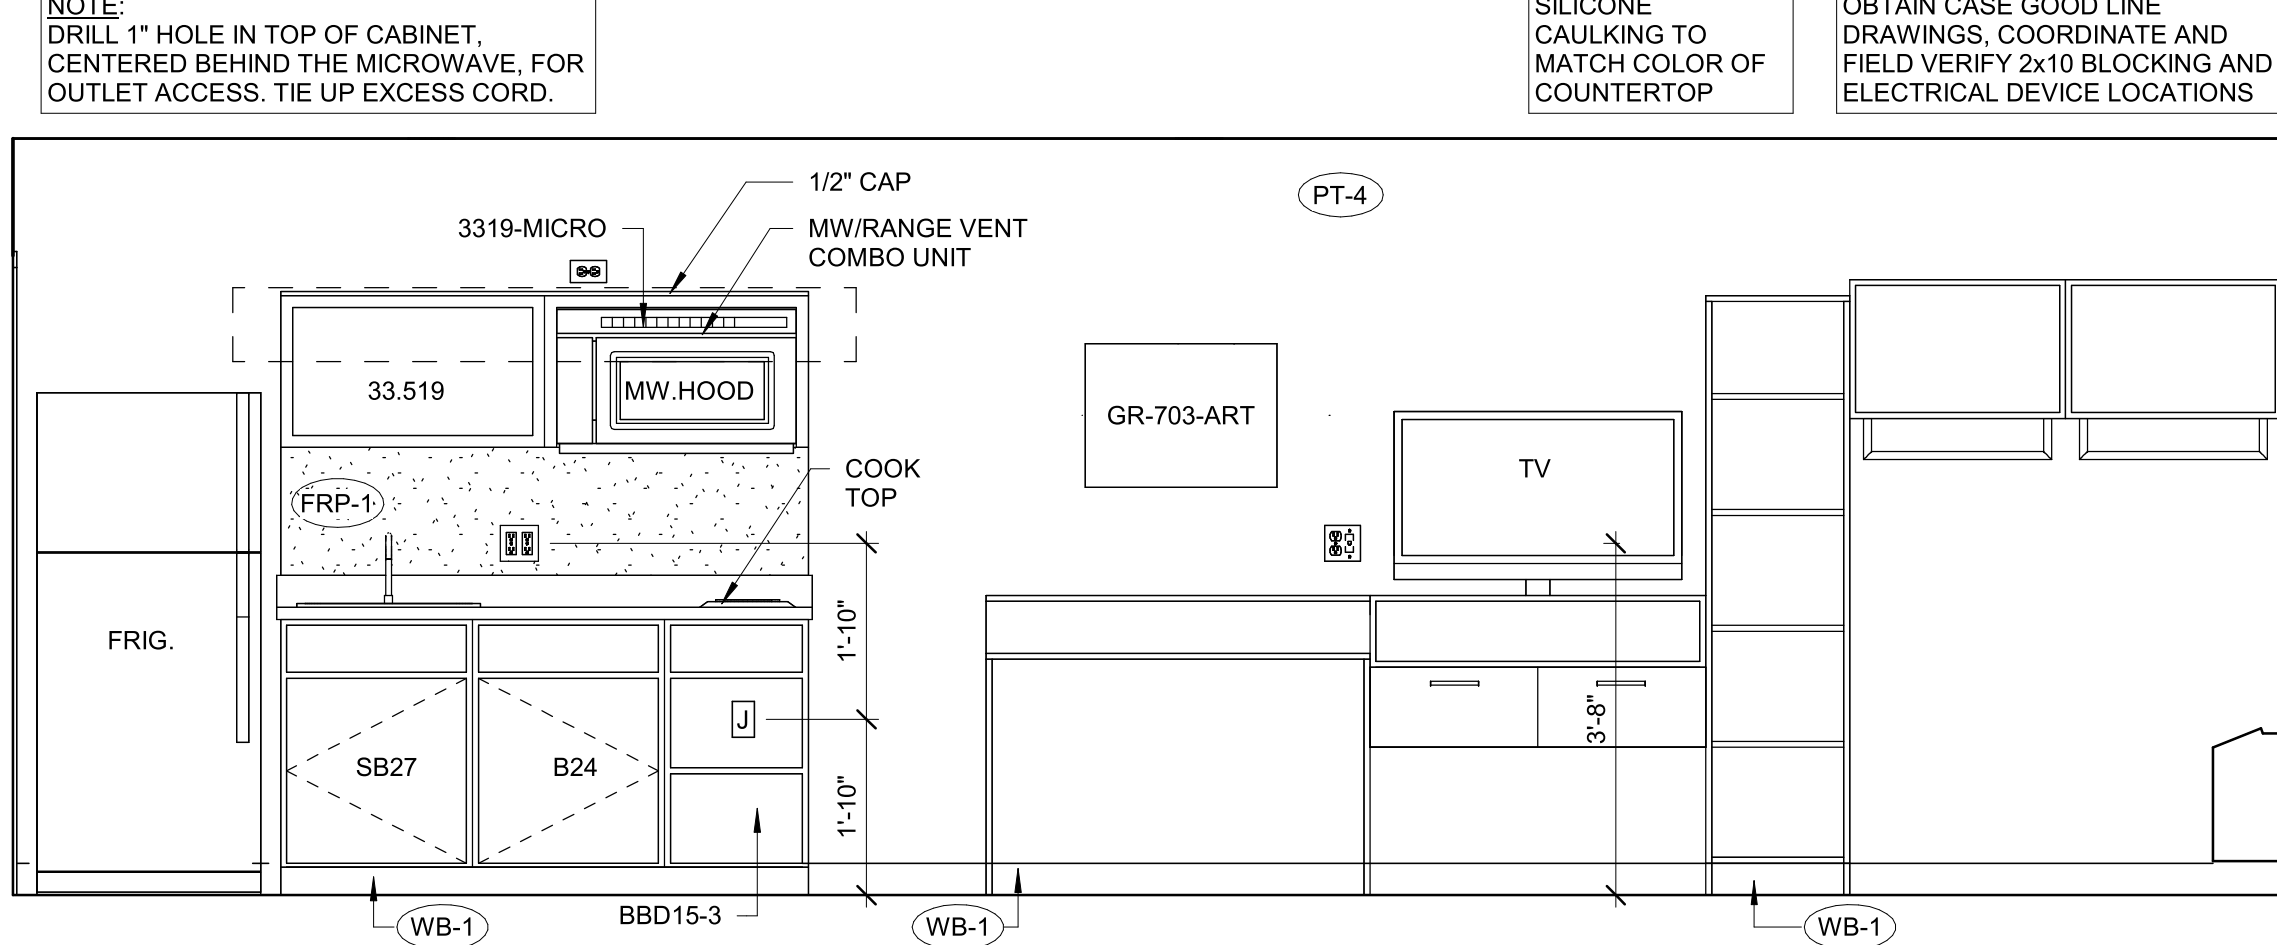 NOTE:
DRILL 1" HOLE IN TOP OF CABINET,
CENTERED BEHIND THE MICROWAVE, FOR
OUTLET ACCESS. TIE UP EXCESS CORD.
SILICONE
CAULKING TO
MATCH COLOR OF
COUNTERTOP
OBTAIN CASE GOOD LINE
DRAWINGS, COORDINATE AND
FIELD VERIFY 2x10 BLOCKING AND
ELECTRICAL DEVICE LOCATIONS
1/2" CAP
PT-4
3319-MICRO
MW/RANGE VENT
COMBO UNIT
33.519
MW.HOOD
GR-703-ART
COOK
TOP
TV
FRP-1
FRIG.
1'-10"
J
3'-8"
SB27
B24
1'-10"
BBD15-3
WB-1
WB-1
WB-1